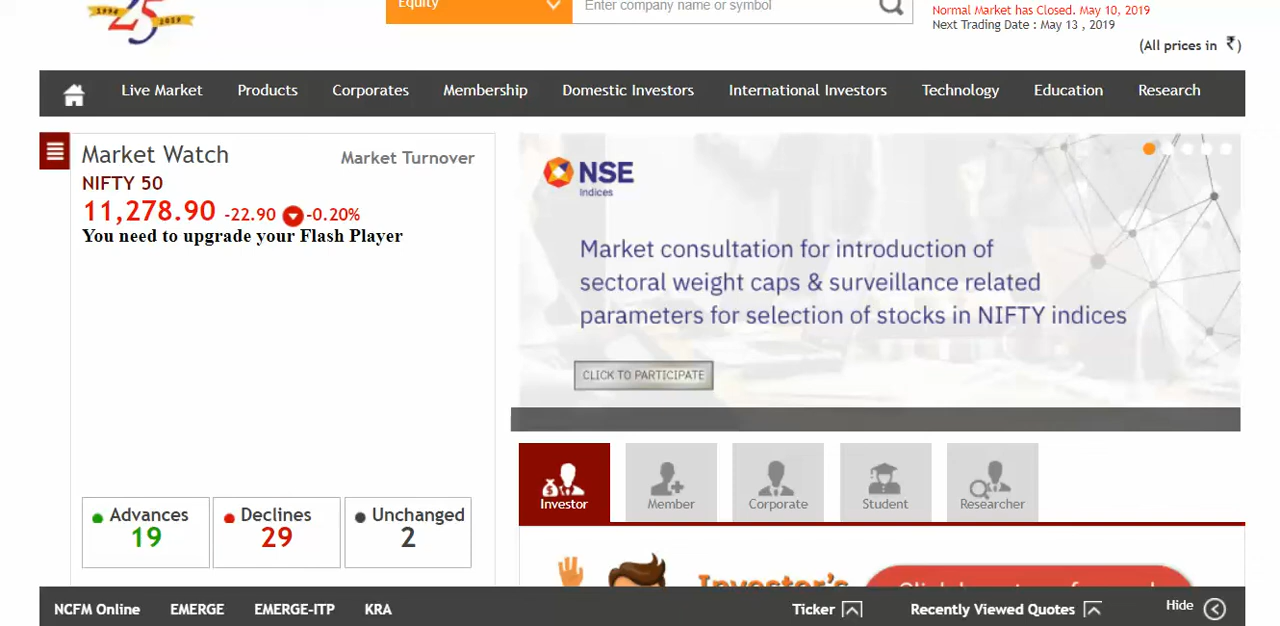 1994 25 2019
Equity
Enter company name or symbol
Normal Market has Closed. May 10, 2019
Next Trading Date : May 13 , 2019
(All prices in ₹)
Live Market Products Corporates Membership Domestic Investors International Investors Technology Education Research
Market Watch
Market Turnover
NIFTY 50
11,278.90 -22.90 -0.20%
You need to upgrade your Flash Player
NSE
Indices
Market consultation for introduction of
sectoral weight caps & surveillance related
parameters for selection of stocks in NIFTY indices
CLICK TO PARTICIPATE
Investor Member Corporate Student Researcher
Advances Declines Unchanged
19 29 2
Investor's
NCFM Online EMERGE EMERGE-ITP KRA Ticker Recently Viewed Quotes Hide